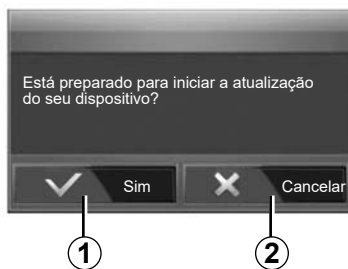 Está preparado para iniciar a atualização
do seu dispositivo?
Sim
Cancelar
1
2